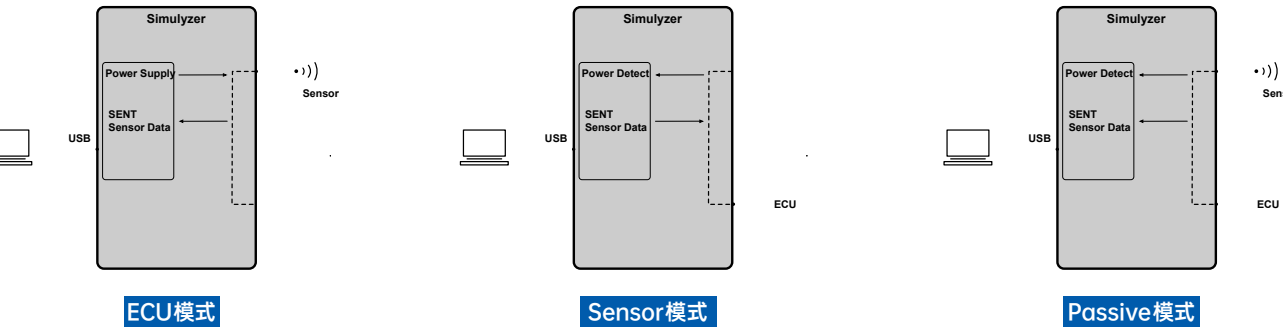 Simulyzer
Power Supply
SENT
Sensor Data
USB
Sensor
ECU模式
Simulyzer
Power Detect
SENT
Sensor Data
USB
ECU
Sensor模式
Simulyzer
Power Detect
SENT
Sensor Data
USB
Sens
ECU
Passive模式